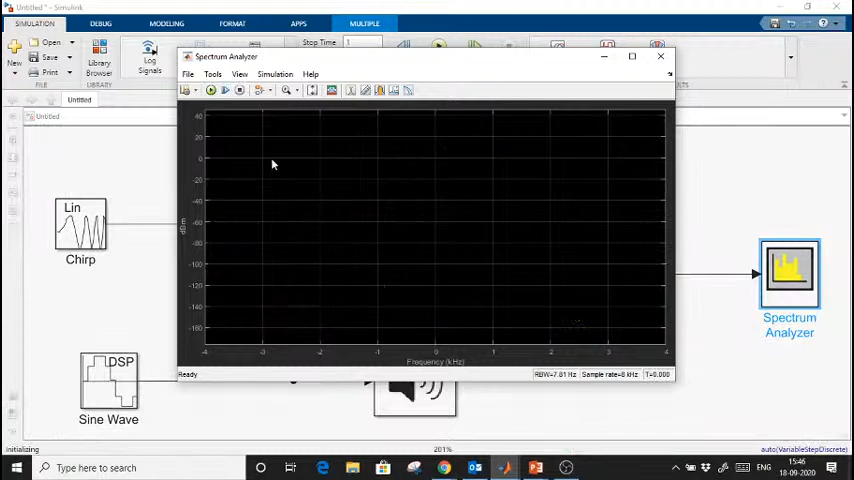 Untitled * - Simulink
SIMULATION DEBUG MODELING FORMAT APPS MULTIPLE
New
Open
Save
Print
FILE
Library
Browser
LIBRARY
Log
Signals
Stop Time 1
Untitled
Untitled
Spectrum Analyzer
File Tools View Simulation Help
40
20
0
-20
-40
-60
-80
-100
-120
-140
-160
dBm
-4 -3 -2 -1 0 1 2 3 4
Frequency (kHz)
Ready RBW=7.81 Hz Sample rate=8 kHz T=0.000
Lin
Chirp
DSP
Sine Wave
Spectrum
Analyzer
Initializing 201% auto(VariableStepDiscrete)
Type here to search
ENG
15:46
18-09-2020